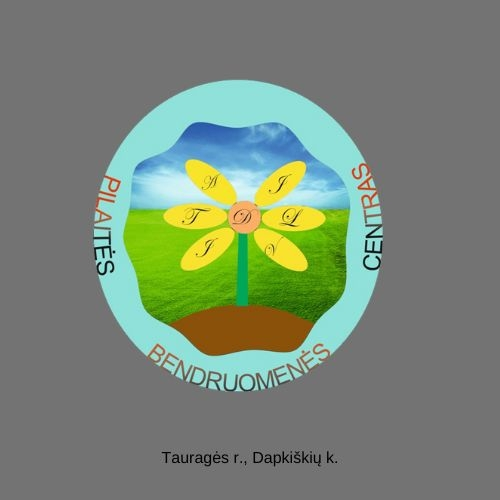 PILAITĖS
BENDRUOMENĖS
CENTRAS
A
I
T
D
L
I
V
Tauragės r., Dapkiškių k.